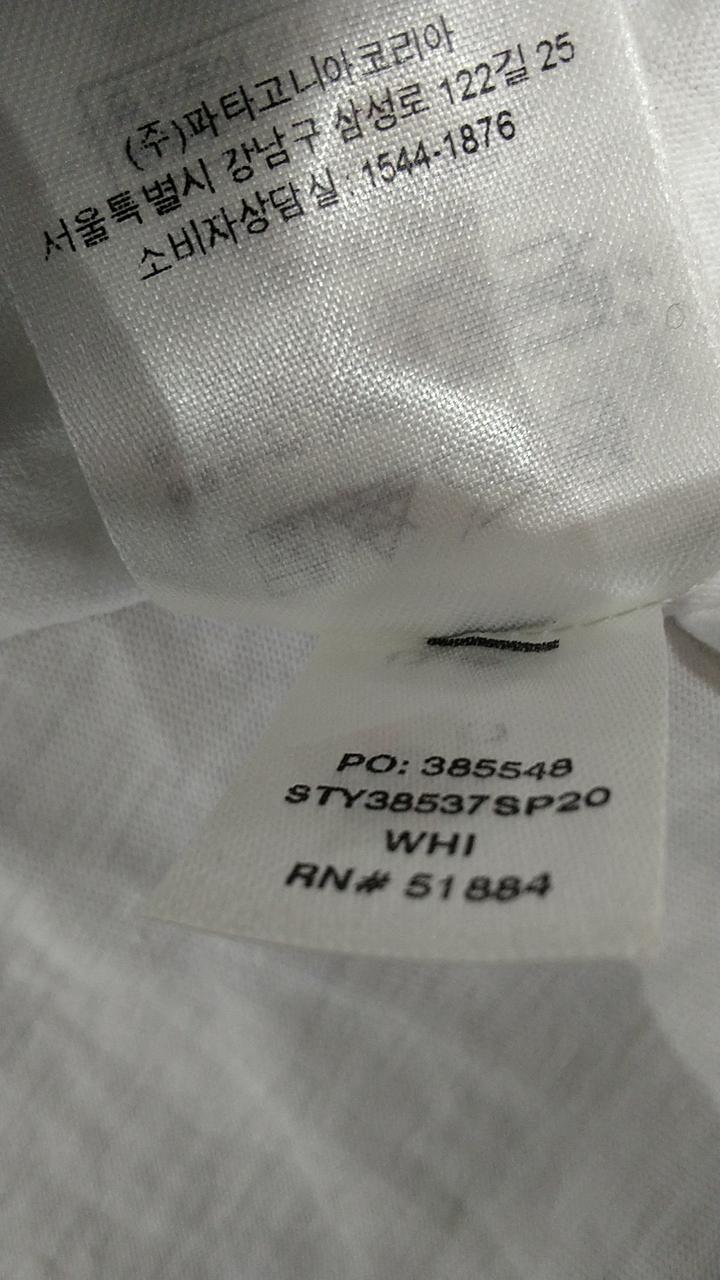 (주)파타고니아코리아
서울특별시 강남구 삼성로 122길 25
소비자상담실 : 1544-1876
PO: 385548
STY38537SP20
WHI
RN# 51884